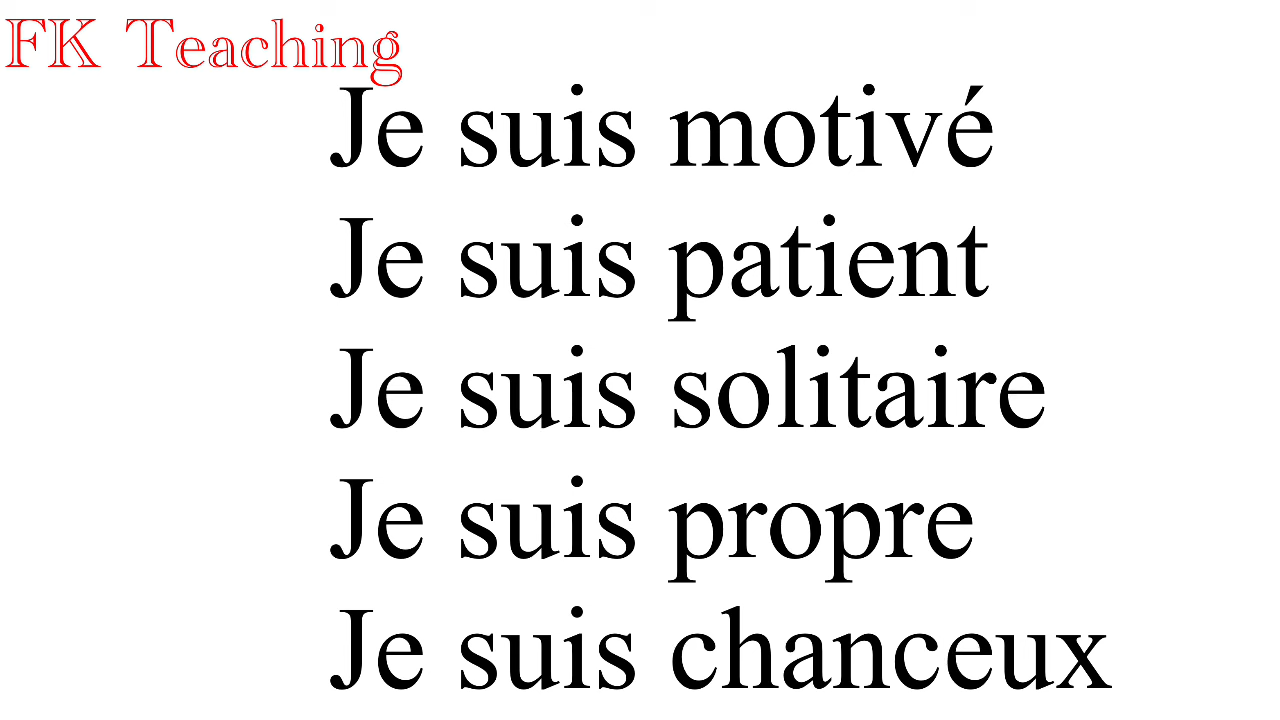 FK Teaching
Je suis motivé
Je suis patient
Je suis solitaire
Je suis propre
Je suis chanceux